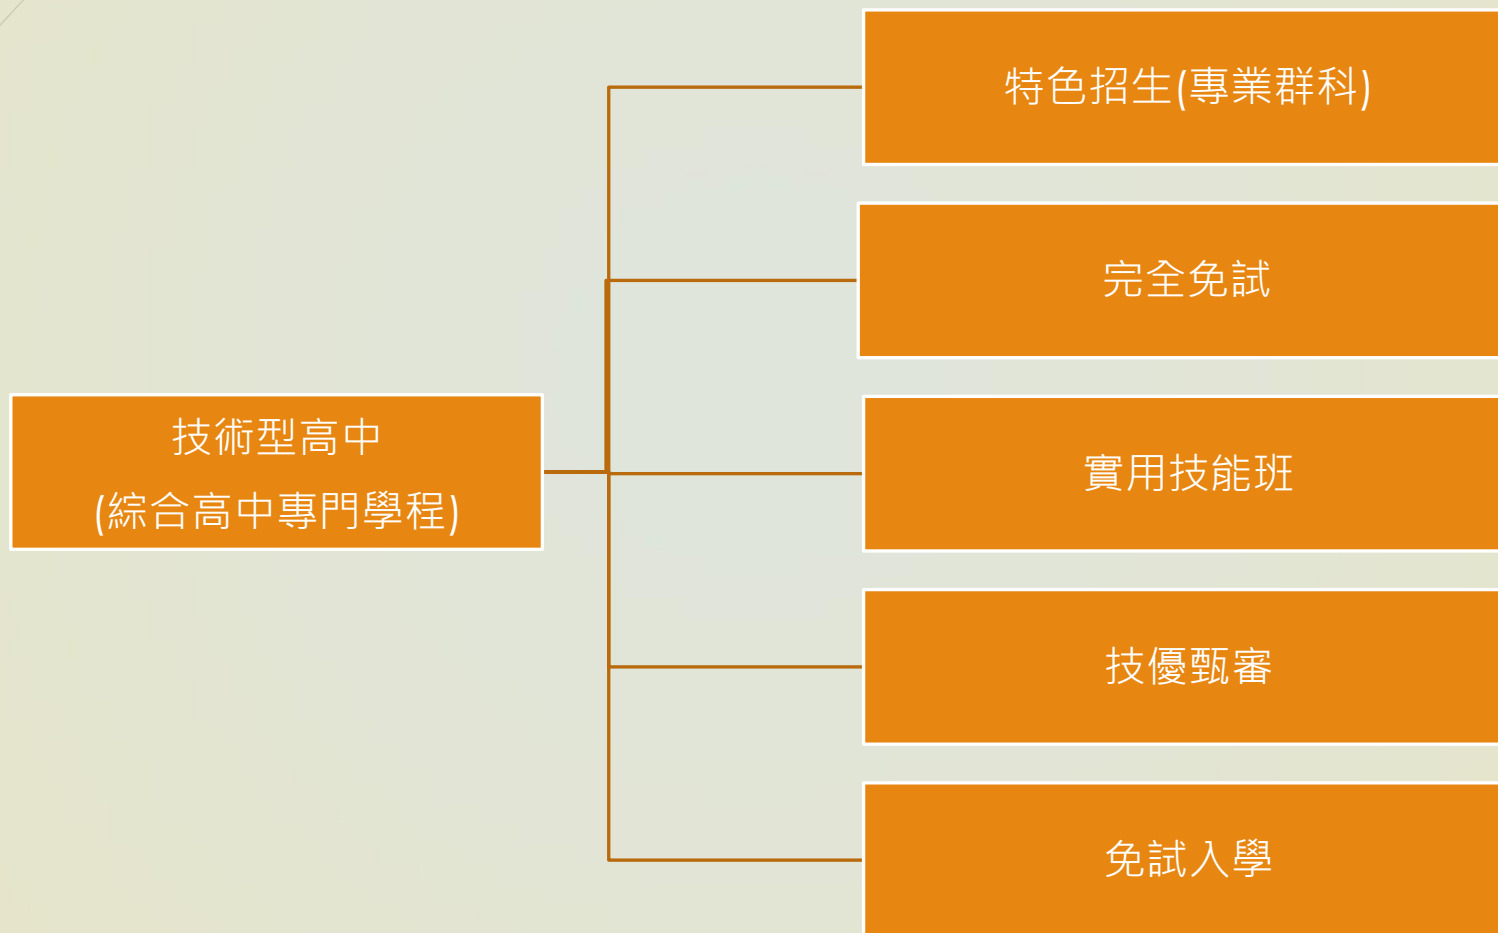 特色招生(專業群科)
完全免試
技術型高中
(綜合高中專門學程)
實用技能班
技優甄審
免試入學